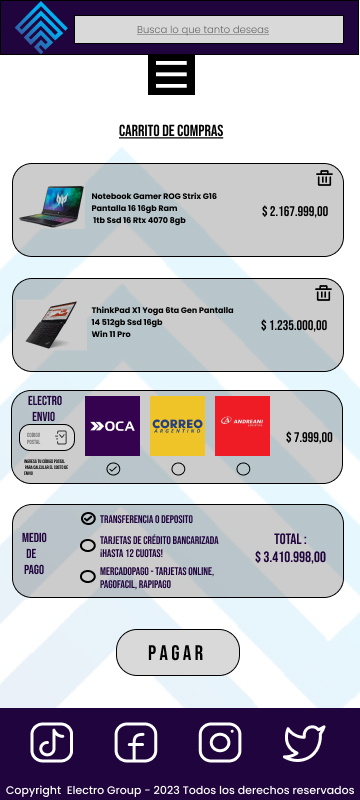 Busca lo que tanto deseas
CARRITO DE COMPRAS
Notebook Gamer ROG Strix G16
Pantalla 16 16gb Ram
1tb Ssd 16 Rtx 4070 8gb
$ 2.167.999,00
ThinkPad X1 Yoga 6ta Gen Pantalla
14 512gb Ssd 16gb
Win 11 Pro
$ 1.235.000,00
ELECTRO
ENVIO
CODIGO
POSTAL
INGRESA TU CODIGO POSTAL
PARA CALCULAR EL COSTO DE
ENVIO
OCA
CORREO
ARGENTINO
ANDREANI
$ 7.999,00
MEDIO
DE
PAGO
TRANSFERENCIA O DEPOSITO
TARJETAS DE CRÉDITO BANCARIZADA
¡HASTA 12 CUOTAS!
MERCADOPAGO - TARJETAS ONLINE,
PAGOFACIL, RAPIPAGO
TOTAL :
$ 3.410.998,00
PAGAR
Copyright Electro Group - 2023 Todos los derechos reservados